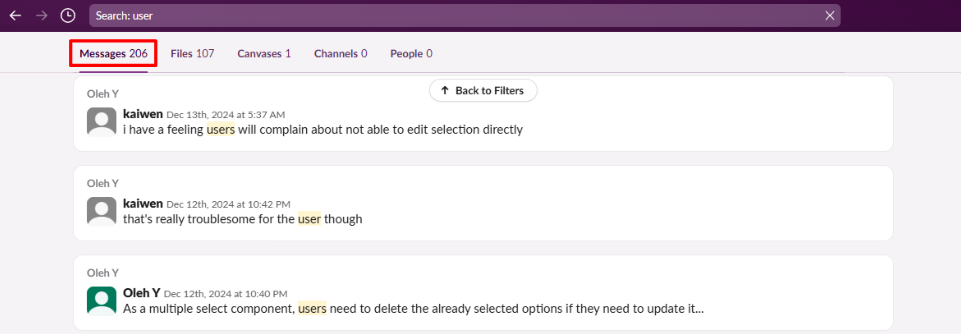 Search: user
Messages 206 Files 107 Canvases 1 Channels 0 People 0
Back to Filters
Oleh Y
kaiwen Dec 13th, 2024 at 5:37 AM
i have a feeling users will complain about not able to edit selection directly
Oleh Y
kaiwen Dec 12th, 2024 at 10:42 PM
that's really troublesome for the user though
Oleh Y
Oleh Y Dec 12th, 2024 at 10:40 PM
As a multiple select component, users need to delete the already selected options if they need to update it...